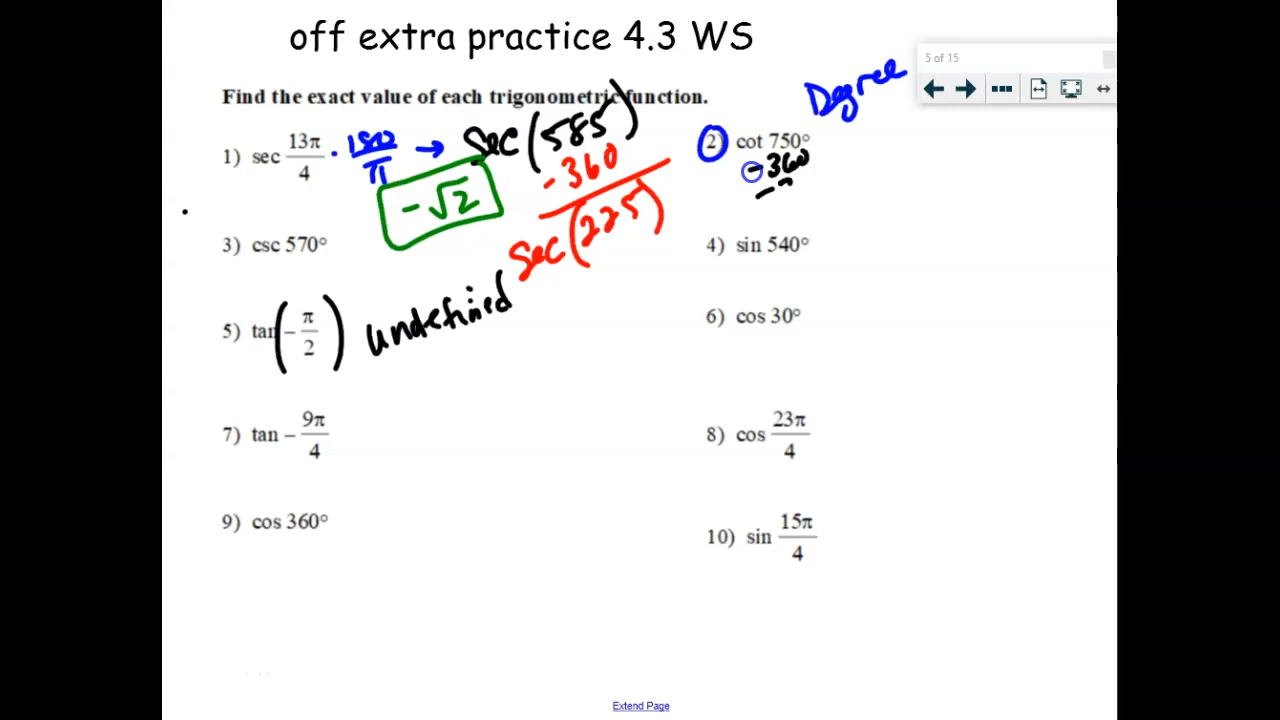 off extra practice 4.3 WS
5 of 15
Degree
Find the exact value of each trigonometric function.
1) sec 13π/4 · 180/π → sec(585)
-360
sec(225)
-√2
2) cot 750°
-360
3) csc 570°
4) sin 540°
5) tan(-π/2) undefined
6) cos 30°
7) tan - 9π/4
8) cos 23π/4
9) cos 360°
10) sin 15π/4
Extend Page